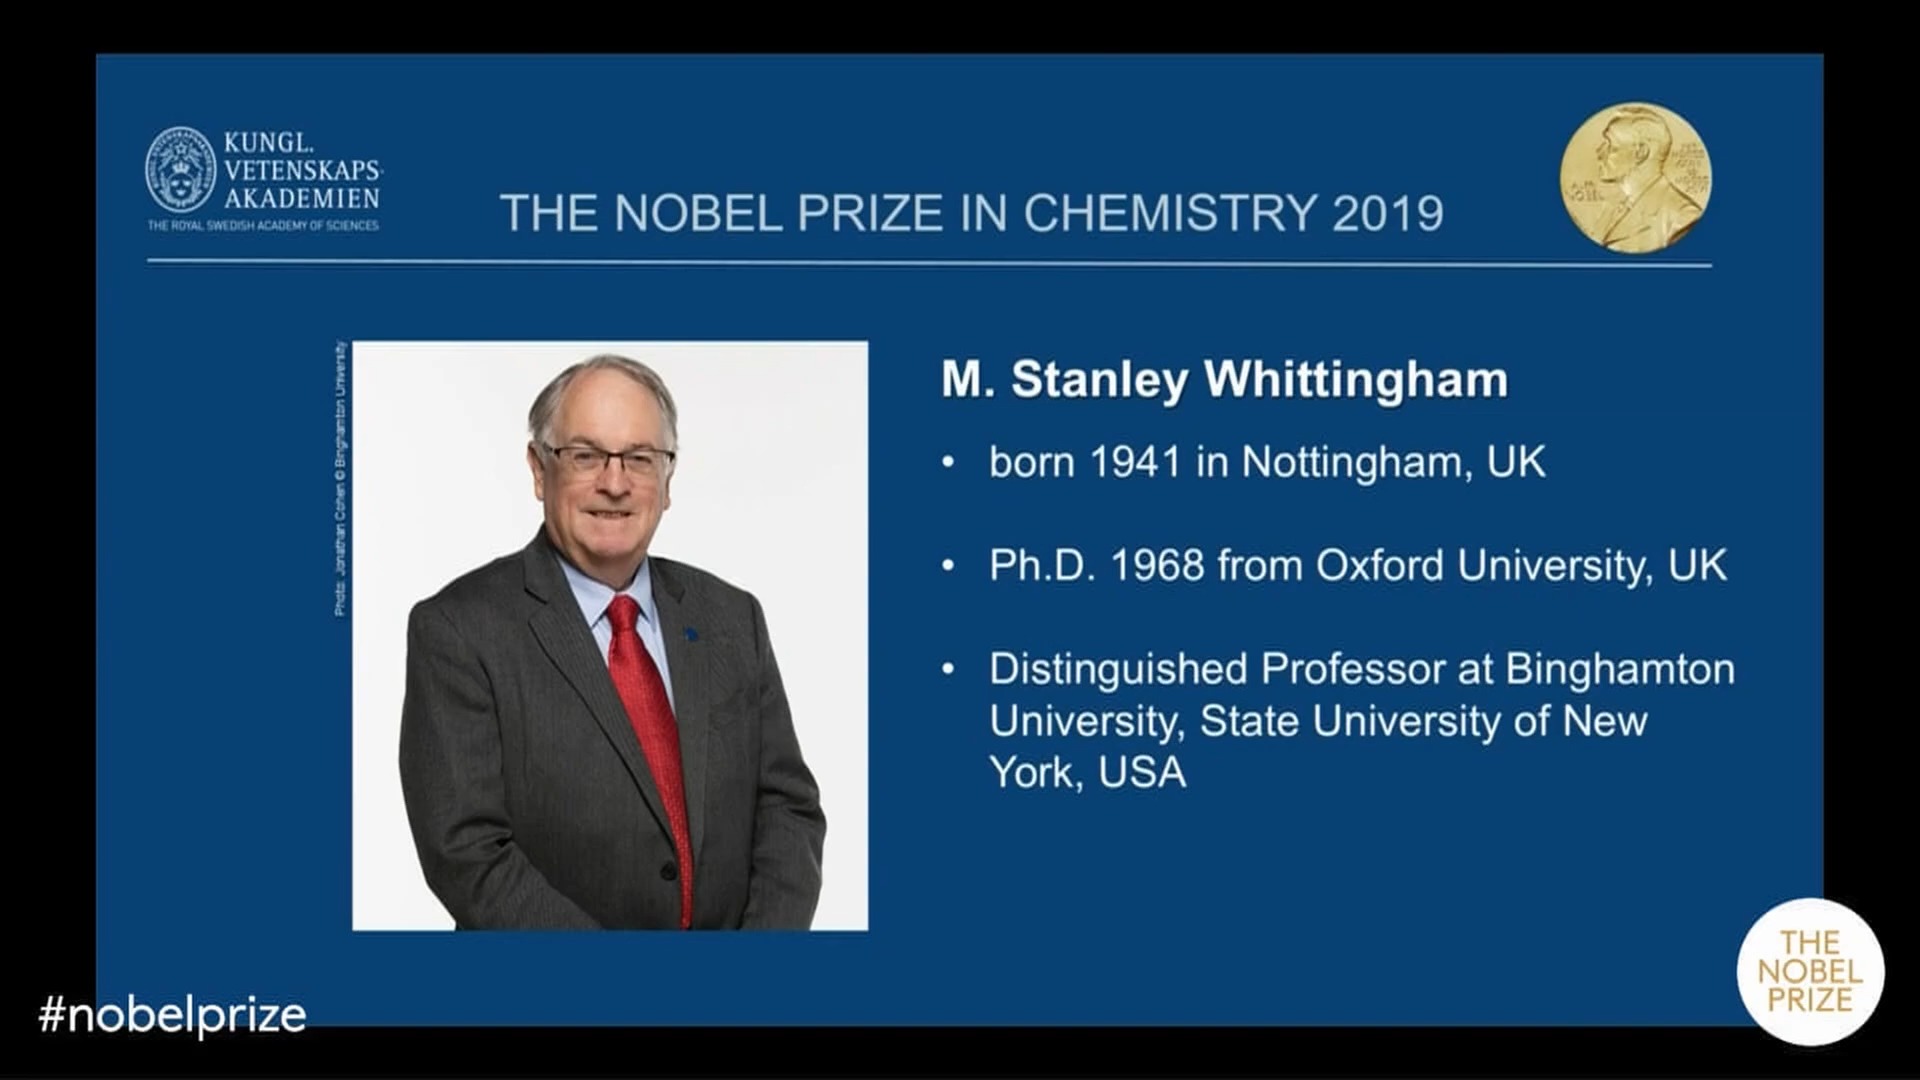 KUNGL.
VETENSKAPS-
AKADEMIEN
THE ROYAL SWEDISH ACADEMY OF SCIENCES
THE NOBEL PRIZE IN CHEMISTRY 2019
Photo: Jonathan Cohen © Binghamton University
M. Stanley Whittingham
• born 1941 in Nottingham, UK
• Ph.D. 1968 from Oxford University, UK
• Distinguished Professor at Binghamton
University, State University of New
York, USA
#nobelprize
THE
NOBEL
PRIZE